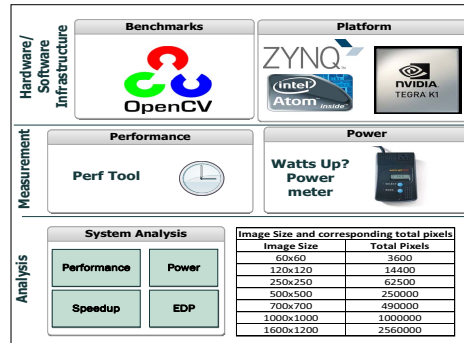 Hardware/
Software
Infrastructure
Benchmarks
OpenCV
Platform
ZYNQ
intel
Atom
inside
NVIDIA
TEGRA K1
Measurement
Performance
Perf Tool
Power
Watts Up?
Power
meter
Analysis
System Analysis
Performance
Power
Speedup
EDP
Image Size and corresponding total pixels
Image Size Total Pixels
60x60 3600
120x120 14400
250x250 62500
500x500 250000
700x700 490000
1000x1000 1000000
1600x1200 2560000